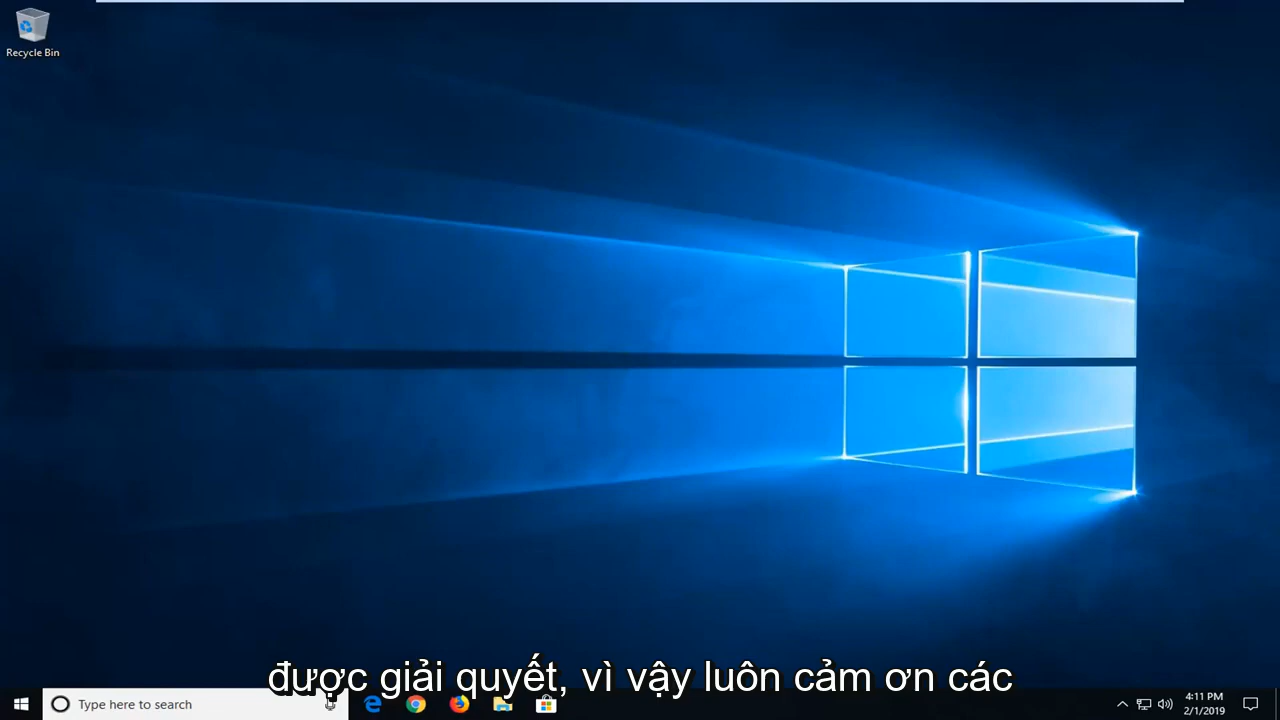 Recycle Bin
được giải quyết, vì vậy luôn cảm ơn các
Type here to search
4:11 PM
2/1/2019